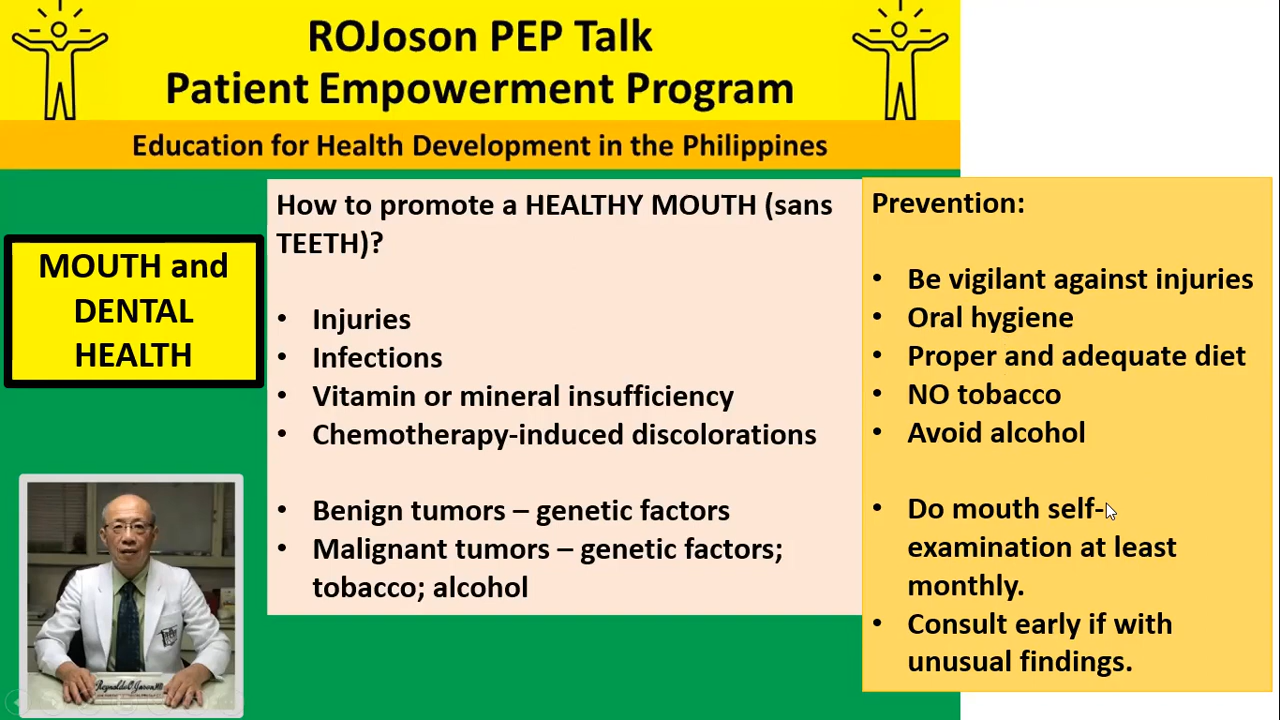 ROJoson PEP Talk
Patient Empowerment Program
Education for Health Development in the Philippines
MOUTH and
DENTAL
HEALTH
How to promote a HEALTHY MOUTH (sans
TEETH)?
• Injuries
• Infections
• Vitamin or mineral insufficiency
• Chemotherapy-induced discolorations
• Benign tumors – genetic factors
• Malignant tumors – genetic factors;
tobacco; alcohol
Prevention:
• Be vigilant against injuries
• Oral hygiene
• Proper and adequate diet
• NO tobacco
• Avoid alcohol
• Do mouth self-
examination at least
monthly.
• Consult early if with
unusual findings.